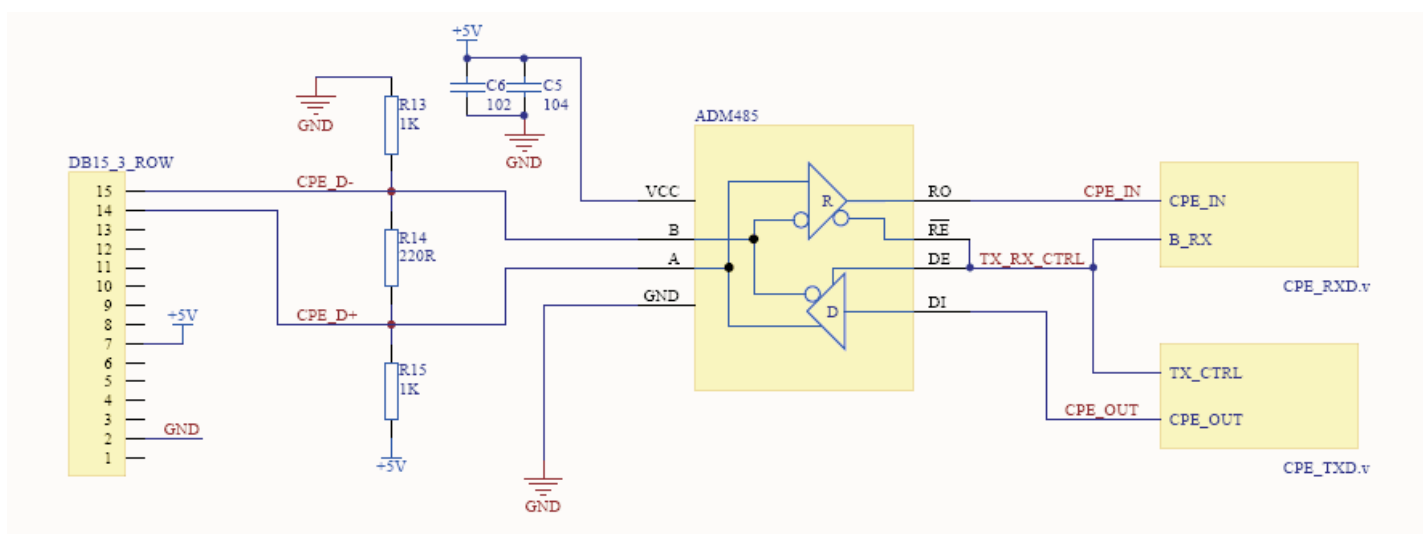 +5V
C6
102
C5
104
GND
R13
1K
GND
ADM485
DB15_3_ROW
15
14
13
12
11
10
9
8
7
6
5
4
3
2
1
CPE_D-
R14
220R
CPE_D+
+5V
R15
1K
+5V
GND
VCC
B
A
GND
GND
R
D
RO
RE
DE
DI
CPE_IN
TX_RX_CTRL
CPE_OUT
CPE_IN
B_RX
CPE_RXD.v
TX_CTRL
CPE_OUT
CPE_TXD.v